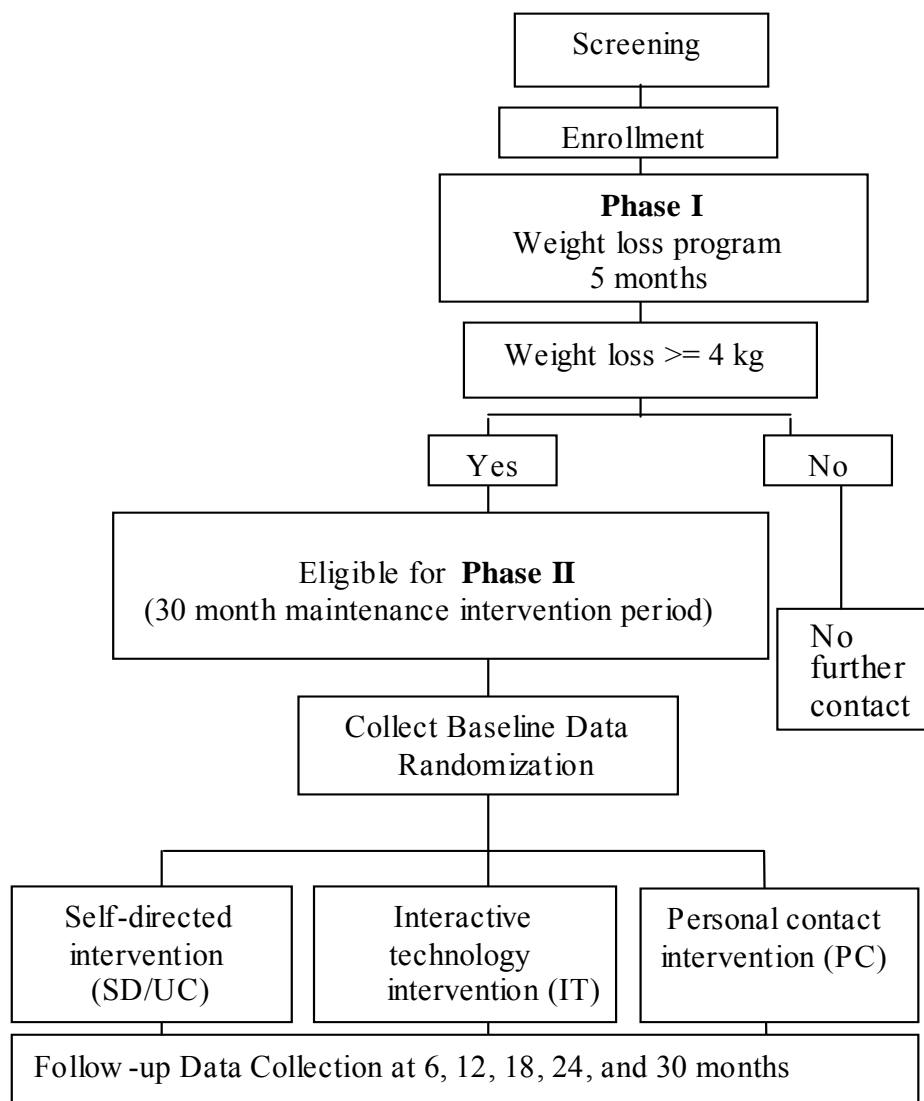 Screening
Enrollment
Phase I
Weight loss program
5 months
Weight loss >= 4 kg
Yes
No
Eligible for Phase II
(30 month maintenance intervention period)
No
further
contact
Collect Baseline Data
Randomization
Self-directed
intervention
(SD/UC)
Interactive
technology
intervention (IT)
Personal contact
intervention (PC)
Follow-up Data Collection at 6, 12, 18, 24, and 30 months